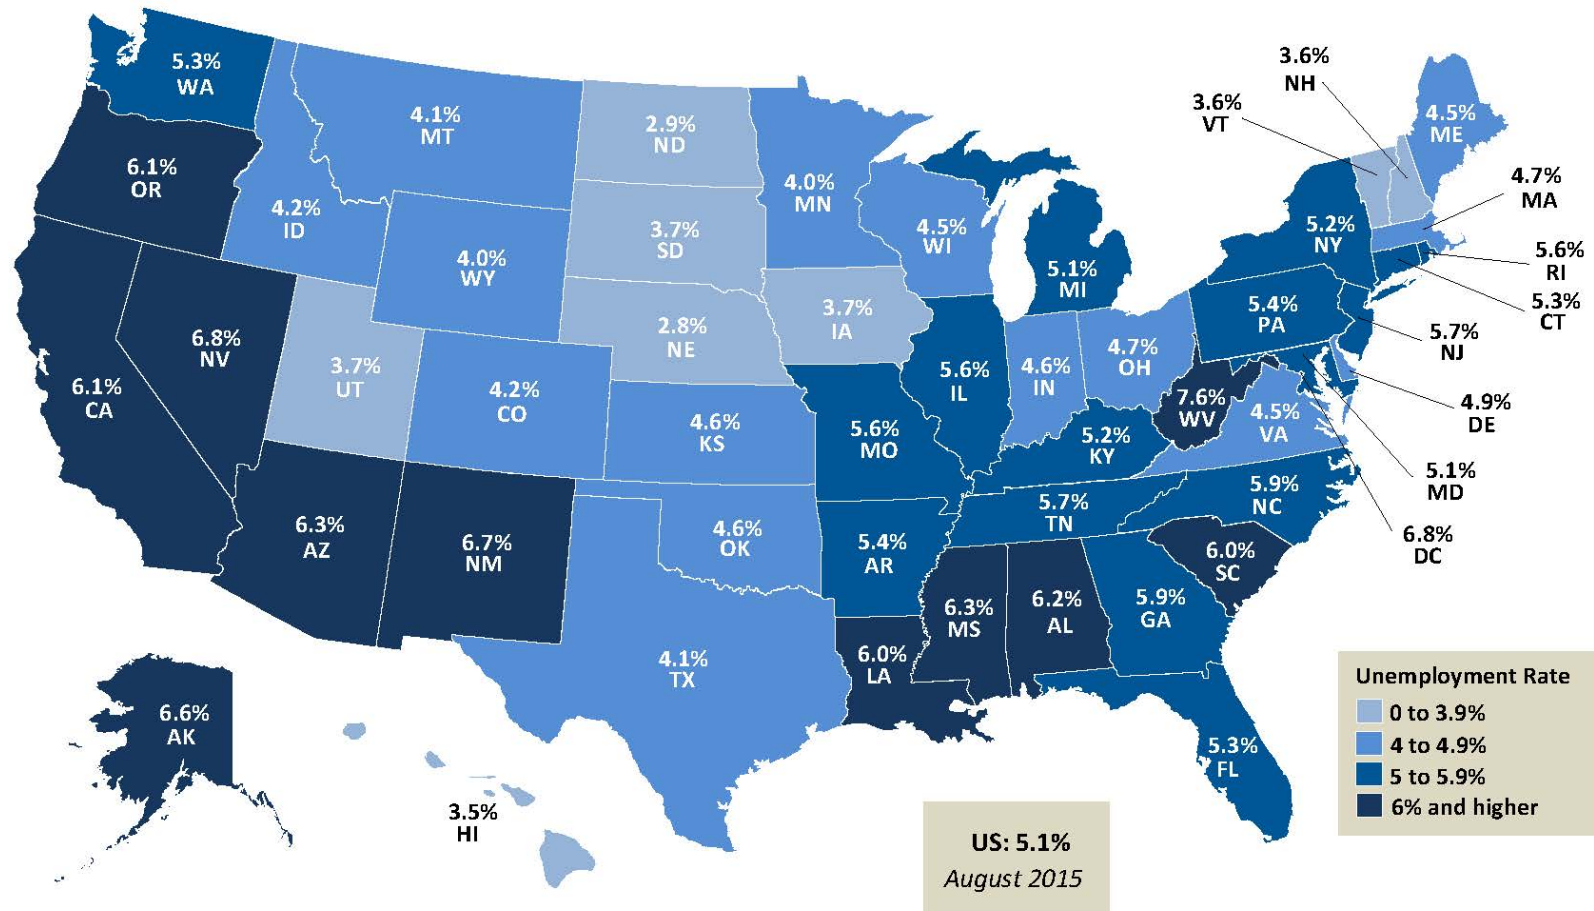 5.3%
WA
6.1%
OR
6.1%
CA
6.8%
NV
4.2%
ID
4.1%
MT
4.0%
WY
3.7%
UT
4.2%
CO
6.3%
AZ
6.7%
NM
2.9%
ND
3.7%
SD
2.8%
NE
4.6%
KS
4.6%
OK
4.1%
TX
4.0%
MN
3.7%
IA
5.6%
MO
5.4%
AR
6.0%
LA
4.5%
WI
5.6%
IL
5.1%
MI
4.6%
IN
4.7%
OH
5.2%
KY
5.7%
TN
6.3%
MS
6.2%
AL
5.9%
GA
5.3%
FL
6.0%
SC
5.9%
NC
4.5%
VA
7.6%
WV
5.4%
PA
5.2%
NY
3.6%
VT
3.6%
NH
4.5%
ME
4.7%
MA
5.6%
RI
5.3%
CT
5.7%
NJ
4.9%
DE
5.1%
MD
6.8%
DC
6.6%
AK
3.5%
HI
Unemployment Rate
0 to 3.9%
4 to 4.9%
5 to 5.9%
6% and higher
US: 5.1%
August 2015